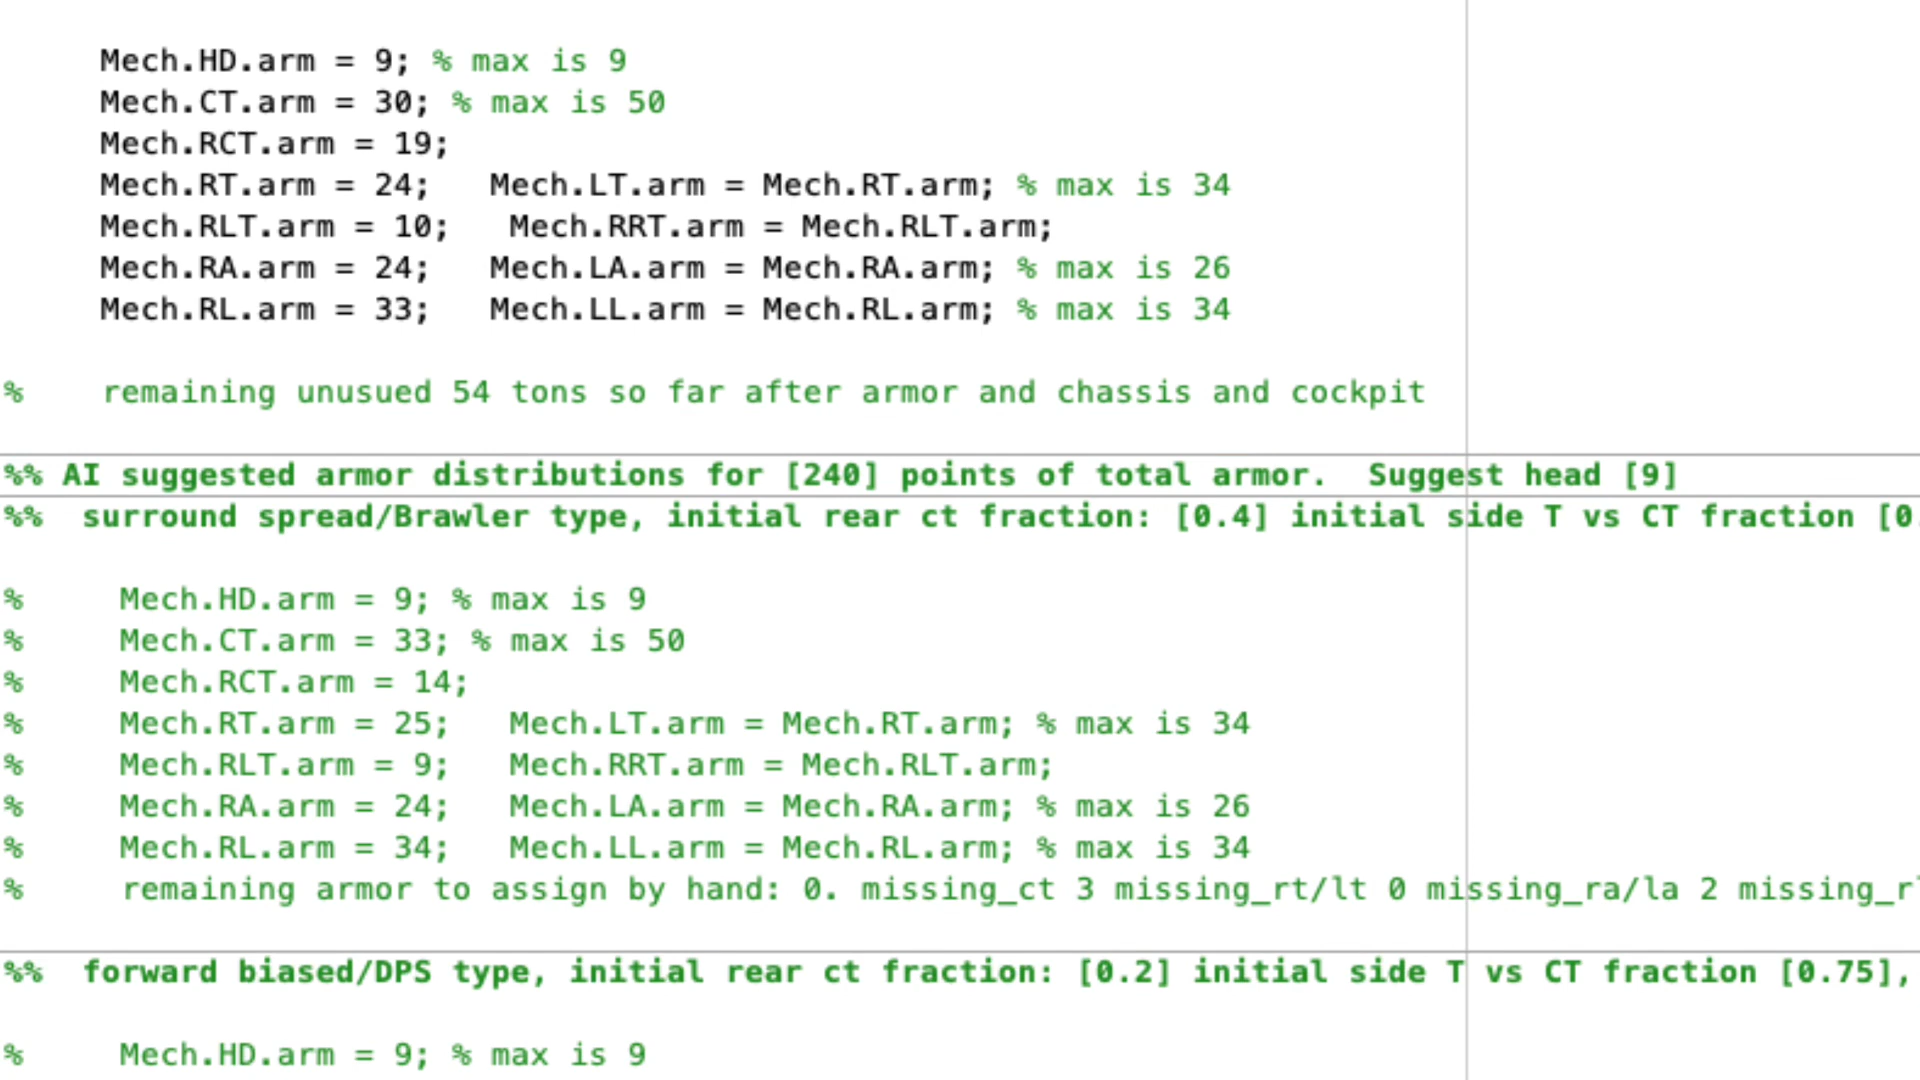 Mech.HD.arm = 9; % max is 9
Mech.CT.arm = 30; % max is 50
Mech.RCT.arm = 19;
Mech.RT.arm = 24;   Mech.LT.arm = Mech.RT.arm; % max is 34
Mech.RLT.arm = 10;   Mech.RRT.arm = Mech.RLT.arm;
Mech.RA.arm = 24;   Mech.LA.arm = Mech.RA.arm; % max is 26
Mech.RL.arm = 33;   Mech.LL.arm = Mech.RL.arm; % max is 34
%    remaining unusued 54 tons so far after armor and chassis and cockpit
%% AI suggested armor distributions for [240] points of total armor.  Suggest head [9]
%%  surround spread/Brawler type, initial rear ct fraction: [0.4] initial side T vs CT fraction [0.
%     Mech.HD.arm = 9; % max is 9
%     Mech.CT.arm = 33; % max is 50
%     Mech.RCT.arm = 14;
%     Mech.RT.arm = 25;   Mech.LT.arm = Mech.RT.arm; % max is 34
%     Mech.RLT.arm = 9;   Mech.RRT.arm = Mech.RLT.arm;
%     Mech.RA.arm = 24;   Mech.LA.arm = Mech.RA.arm; % max is 26
%     Mech.RL.arm = 34;   Mech.LL.arm = Mech.RL.arm; % max is 34
%     remaining armor to assign by hand: 0. missing_ct 3 missing_rt/lt 0 missing_ra/la 2 missing_r
%%  forward biased/DPS type, initial rear ct fraction: [0.2] initial side T vs CT fraction [0.75],
%     Mech.HD.arm = 9; % max is 9